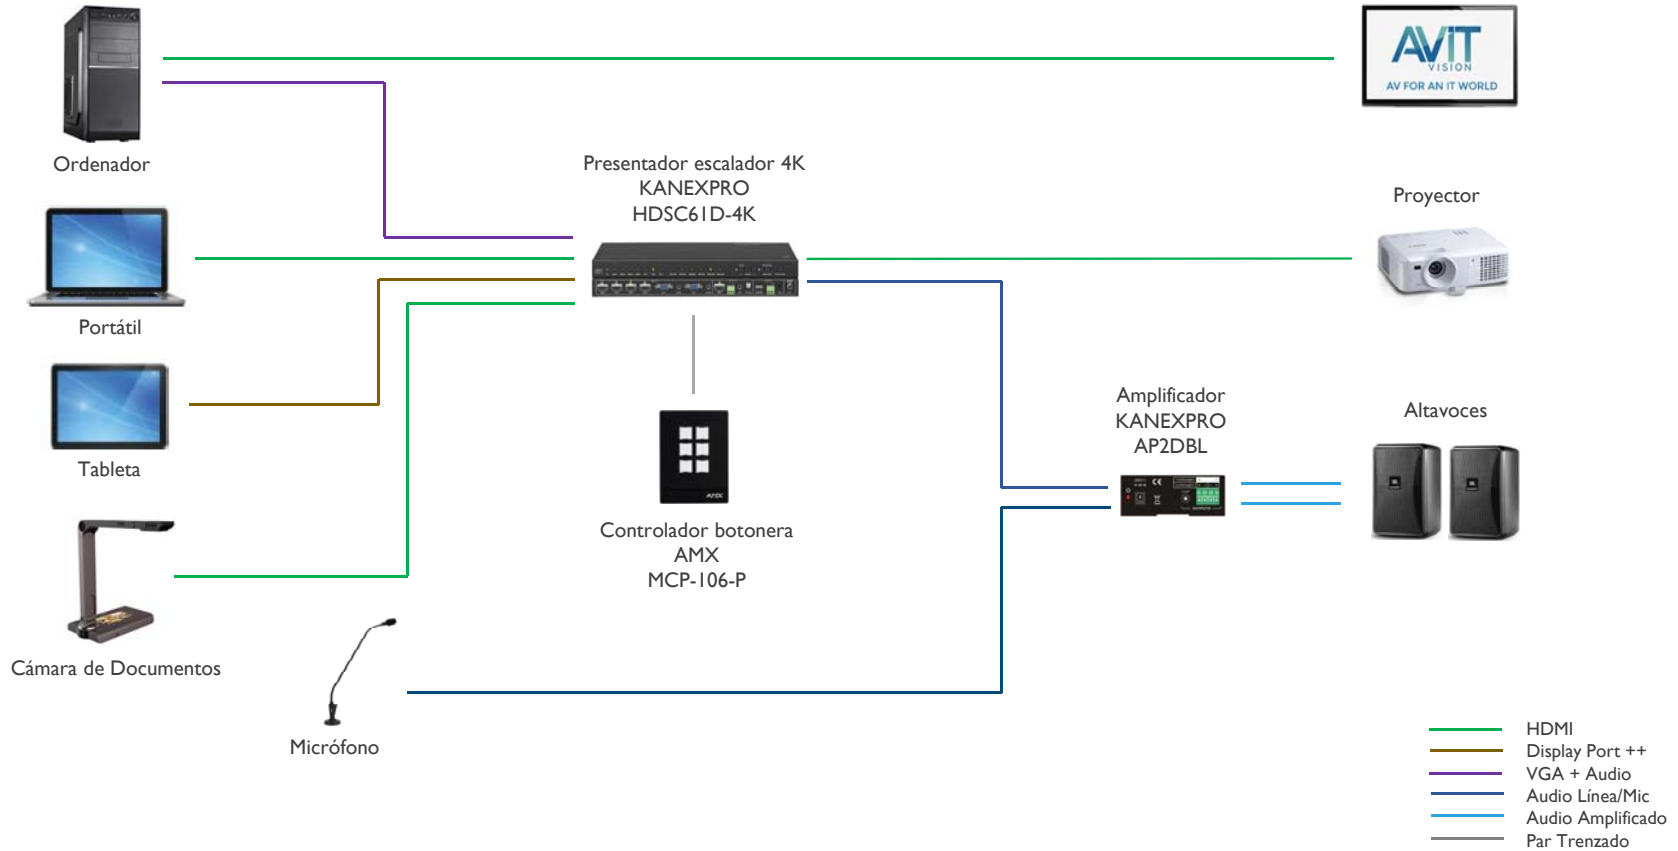 AViT
VISION
AV FOR AN IT WORLD
Ordenador
Presentador escalador 4K
KANEXPRO
HDSC61D-4K
Proyector
Portátil
Amplificador
KANEXPRO
AP2DBL
Altavoces
Tableta
AMX
Controlador botonera
AMX
MCP-106-P
Cámara de Documentos
Micrófono
HDMI
Display Port ++
VGA + Audio
Audio Línea/Mic
Audio Amplificado
Par Trenzado